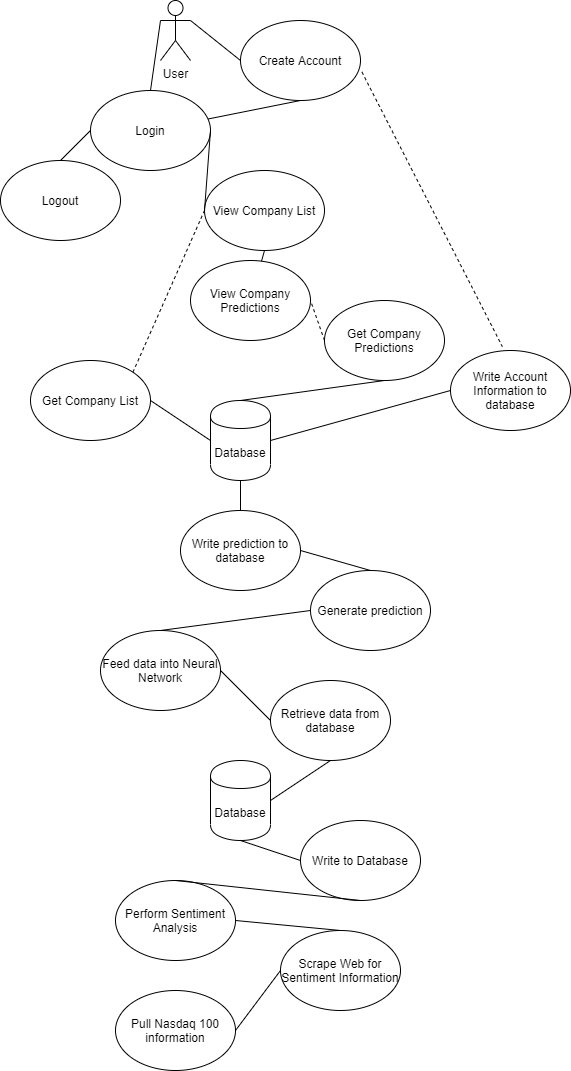 User
Create Account
Login
Logout
View Company List
View Company
Predictions
Get Company
Predictions
Get Company List
Write Account
Information to
database
Database
Write prediction to
database
Generate prediction
Feed data into Neural
Network
Retrieve data from
database
Database
Write to Database
Perform Sentiment
Analysis
Scrape Web for
Sentiment Information
Pull Nasdaq 100
information